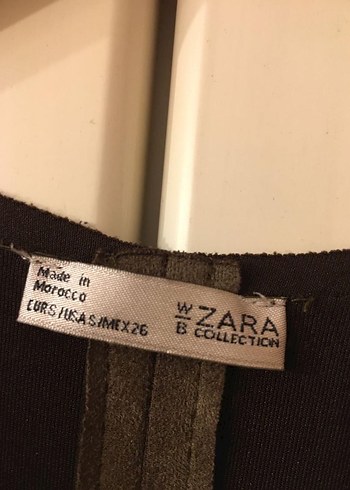 Made in
Morocco
EUR S/USA S/MEX 26
W/B ZARA
COLLECTION